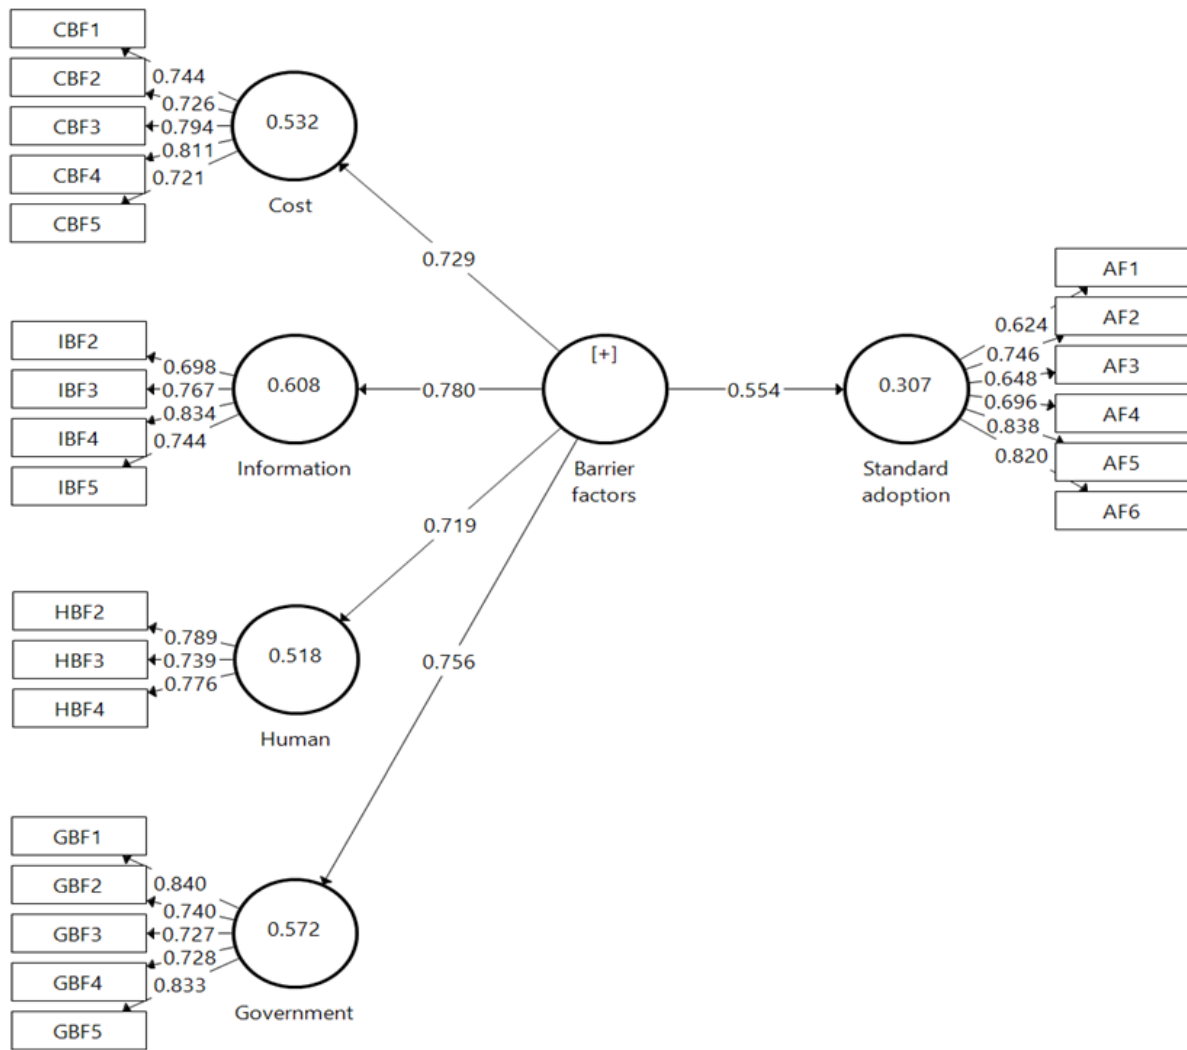 CBF1
CBF2
CBF3
CBF4
CBF5
0.744
0.726
0.794
0.811
0.721
0.532
Cost
0.729
IBF2
IBF3
IBF4
IBF5
0.698
0.767
0.834
0.744
0.608
Information
0.780
[+]
Barrier
factors
0.554
0.307
Standard
adoption
0.624
0.746
0.648
0.696
0.838
0.820
AF1
AF2
AF3
AF4
AF5
AF6
0.719
HBF2
HBF3
HBF4
0.789
0.739
0.776
0.518
Human
0.756
GBF1
GBF2
GBF3
GBF4
GBF5
0.840
0.740
0.727
0.728
0.833
0.572
Government